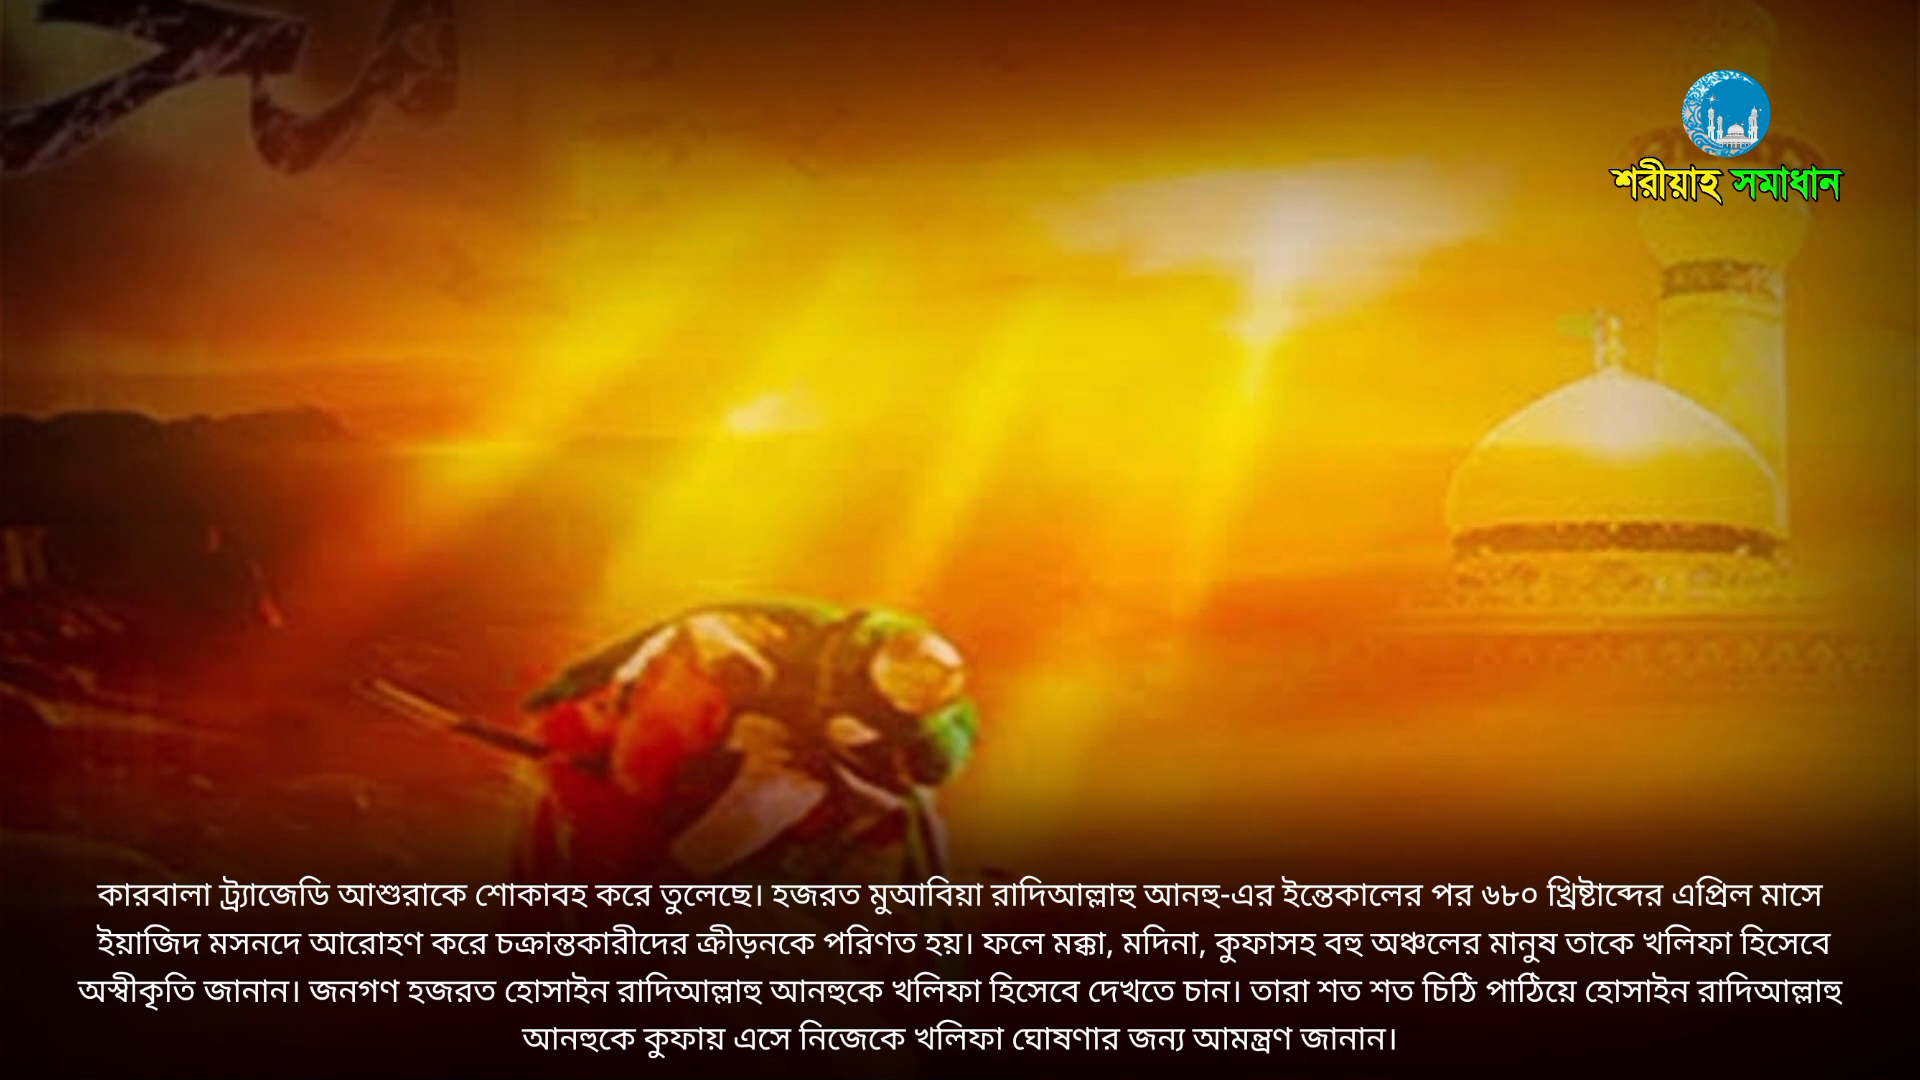 শরীয়াহ সমাধান
কারবালা ট্র্যাজেডি আশুরাকে শোকাবহ করে তুলেছে। হজরত মুআবিয়া রাদিআল্লাহু আনহু-এর ইন্তেকালের পর ৬৮০ খ্রিষ্টাব্দের এপ্রিল মাসে
ইয়াজিদ মসনদে আরোহণ করে চক্রান্তকারীদের ক্রীড়নকে পরিণত হয়। ফলে মক্কা, মদিনা, কুফাসহ বহু অঞ্চলের মানুষ তাকে খলিফা হিসেবে
অস্বীকৃতি জানান। জনগণ হজরত হোসাইন রাদিআল্লাহু আনহুকে খলিফা হিসেবে দেখতে চান। তারা শত শত চিঠি পাঠিয়ে হোসাইন রাদিআল্লাহু
আনহুকে কুফায় এসে নিজেকে খলিফা ঘোষণার জন্য আমন্ত্রণ জানান।